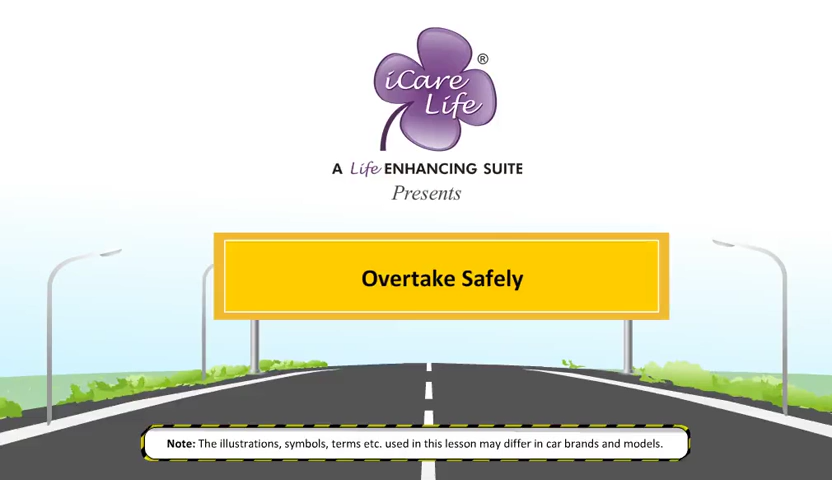 iCare
Life
®
A Life ENHANCING SUITE
Presents
Overtake Safely
Note: The illustrations, symbols, terms etc. used in this lesson may differ in car brands and models.